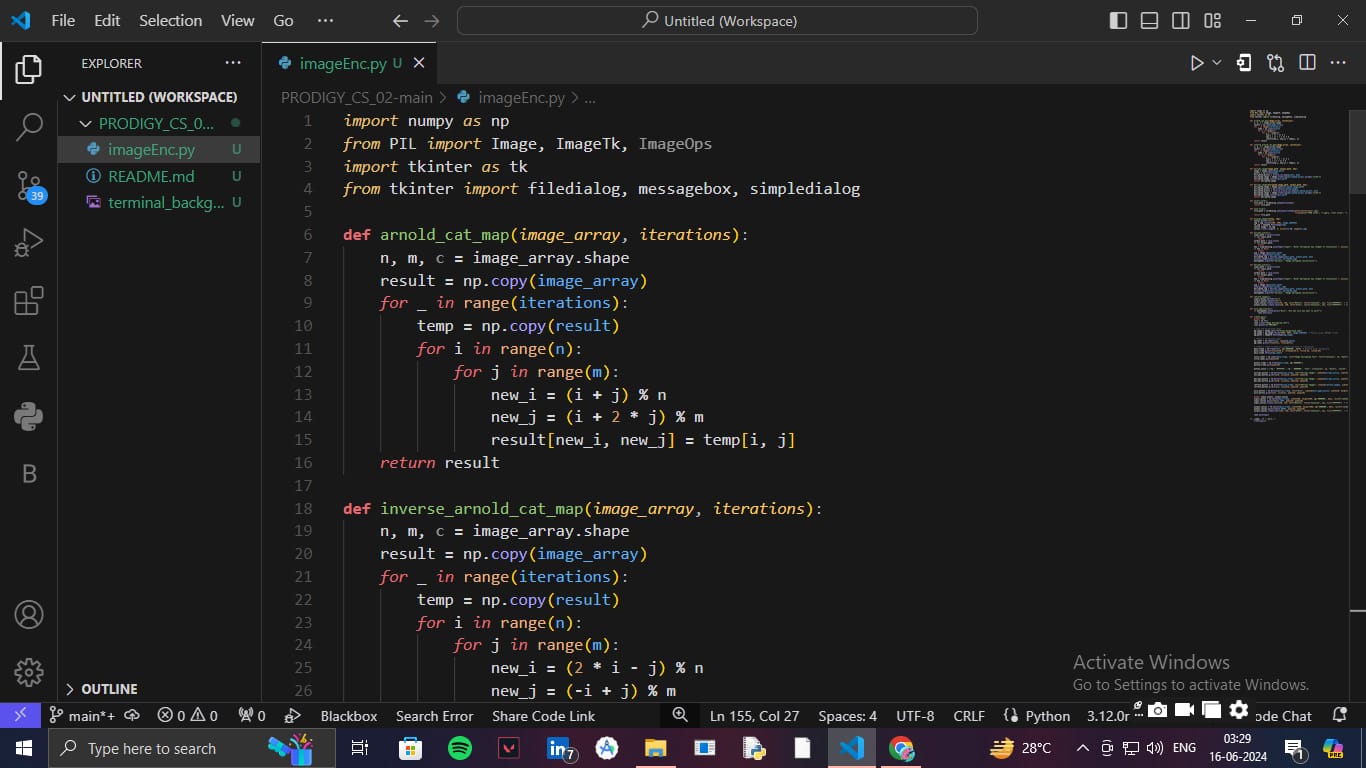 File Edit Selection View Go ··· Untitled (Workspace)
EXPLORER ···
imageEnc.py U
UNTITLED (WORKSPACE)
PRODIGY_CS_0...
imageEnc.py U
README.md U
terminal_backg... U
PRODIGY_CS_02-main > imageEnc.py > ...
1 import numpy as np
2 from PIL import Image, ImageTk, ImageOps
3 import tkinter as tk
4 from tkinter import filedialog, messagebox, simpledialog
5
6 def arnold_cat_map(image_array, iterations):
7     n, m, c = image_array.shape
8     result = np.copy(image_array)
9     for _ in range(iterations):
10         temp = np.copy(result)
11         for i in range(n):
12             for j in range(m):
13                 new_i = (i + j) % n
14                 new_j = (i + 2 * j) % m
15                 result[new_i, new_j] = temp[i, j]
16     return result
17
18 def inverse_arnold_cat_map(image_array, iterations):
19     n, m, c = image_array.shape
20     result = np.copy(image_array)
21     for _ in range(iterations):
22         temp = np.copy(result)
23         for i in range(n):
24             for j in range(m):
25                 new_i = (2 * i - j) % n
26                 new_j = (-i + j) % m
39
B
OUTLINE
Activate Windows
Go to Settings to activate Windows.
main*+ 0 0 0 Blackbox Search Error Share Code Link Ln 155, Col 27 Spaces: 4 UTF-8 CRLF Python 3.12.0 ode Chat
Type here to search 7 28°C ENG 03:29 1
16-06-2024